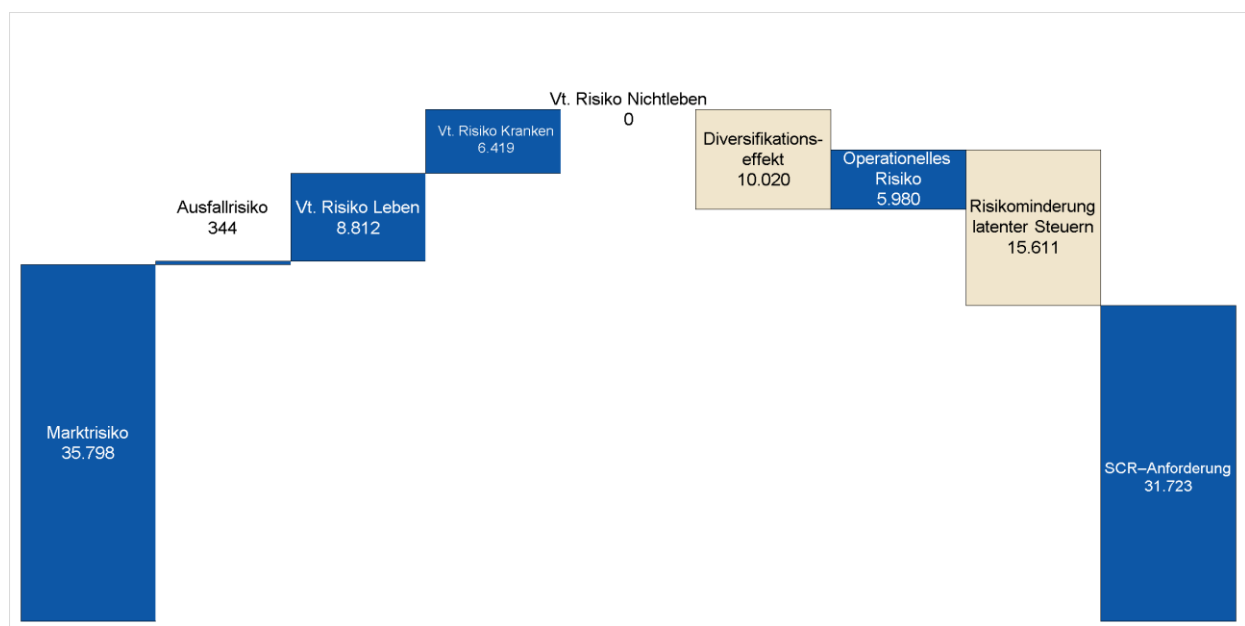 Marktrisiko
35.798
Ausfallrisiko
344
Vt. Risiko Leben
8.812
Vt. Risiko Kranken
6.419
Vt. Risiko Nichtleben
0
Diversifikations-
effekt
10.020
Operationelles
Risiko
5.980
Risikominderung
latenter Steuern
15.611
SCR–Anforderung
31.723